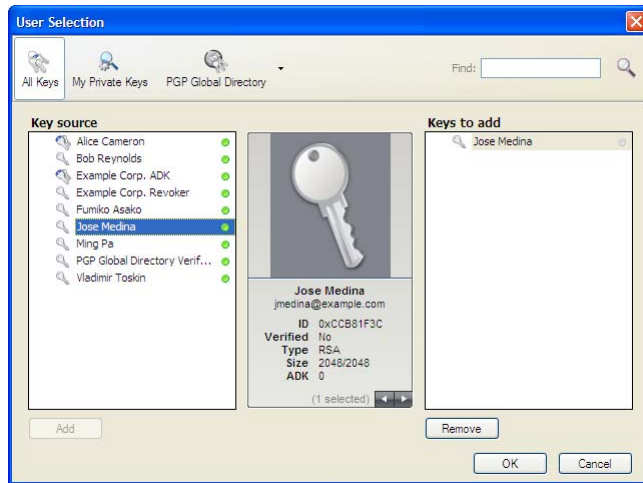 User Selection
All Keys
My Private Keys
PGP Global Directory
Find:
Key source
Alice Cameron
Bob Reynolds
Example Corp. ADK
Example Corp. Revoker
Fumiko Asako
Jose Medina
Ming Pa
PGP Global Directory Verif...
Vladimir Toskin
Jose Medina
jmedina@example.com
ID 0xCCB81F3C
Verified No
Type RSA
Size 2048/2048
ADK 0
(1 selected)
Keys to add
Jose Medina
Add
Remove
OK
Cancel